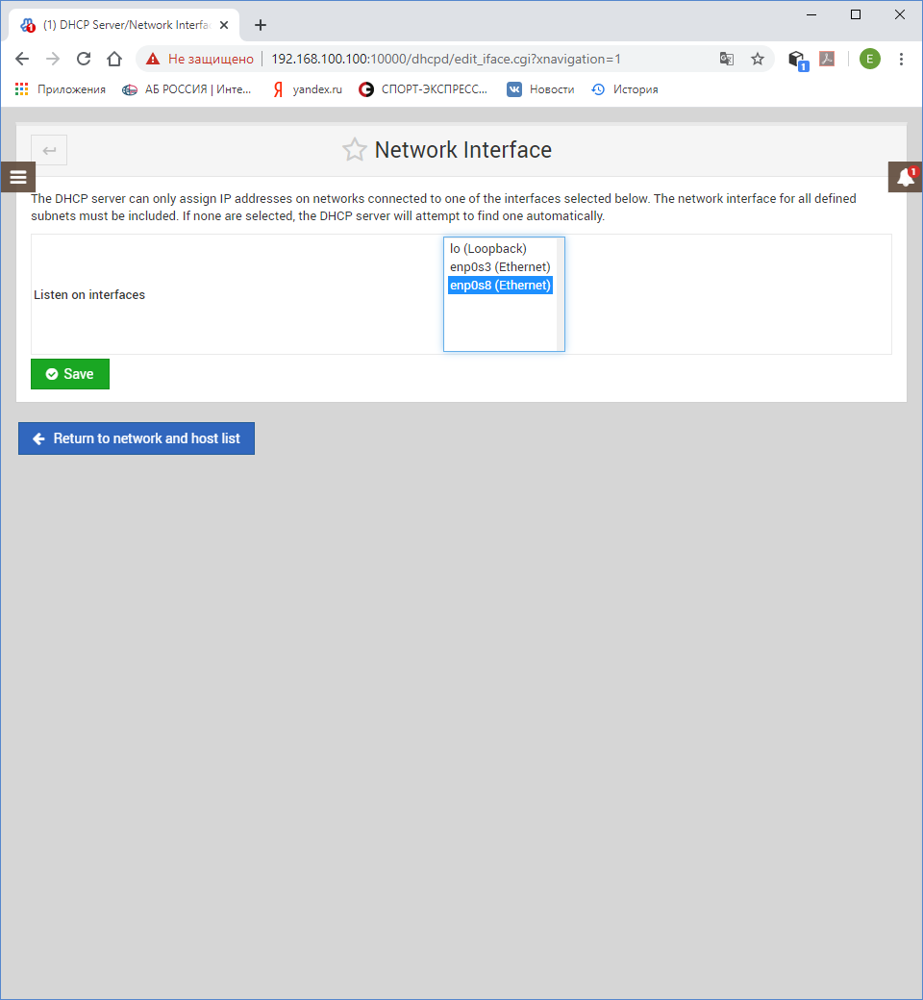 (1) DHCP Server/Network Interfa
Не защищено
192.168.100.100:10000/dhcpd/edit_iface.cgi?xnavigation=1
1
E
Приложения
АБ РОССИЯ | Инте...
Я
yandex.ru
СПОРТ-ЭКСПРЕСС...
Новости
История
Network Interface
1
The DHCP server can only assign IP addresses on networks connected to one of the interfaces selected below. The network interface for all defined
subnets must be included. If none are selected, the DHCP server will attempt to find one automatically.
lo (Loopback)
enp0s3 (Ethernet)
enp0s8 (Ethernet)
Listen on interfaces
Save
Return to network and host list